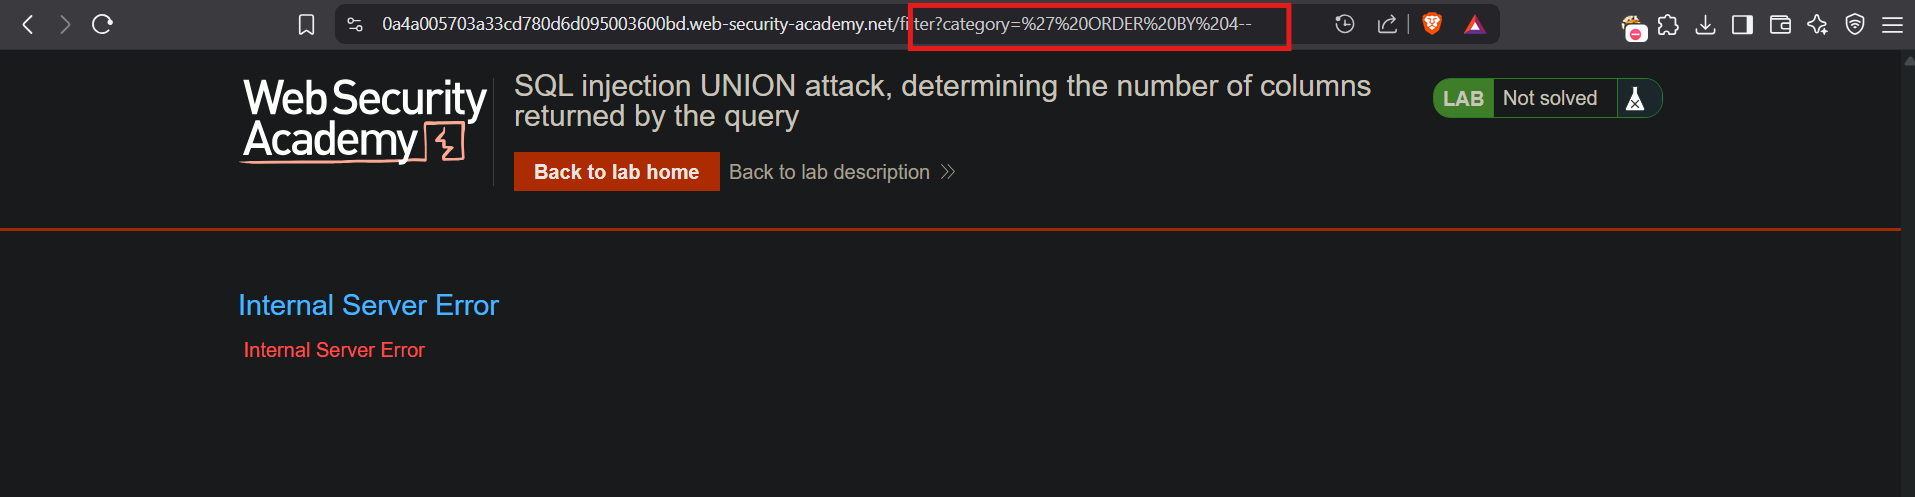 0a4a005703a33cd780d6d095003600bd.web-security-academy.net/filter?category=%27%20ORDER%20BY%204--
Web Security
Academy
SQL injection UNION attack, determining the number of columns
returned by the query
LAB Not solved
Back to lab home Back to lab description
Internal Server Error
Internal Server Error